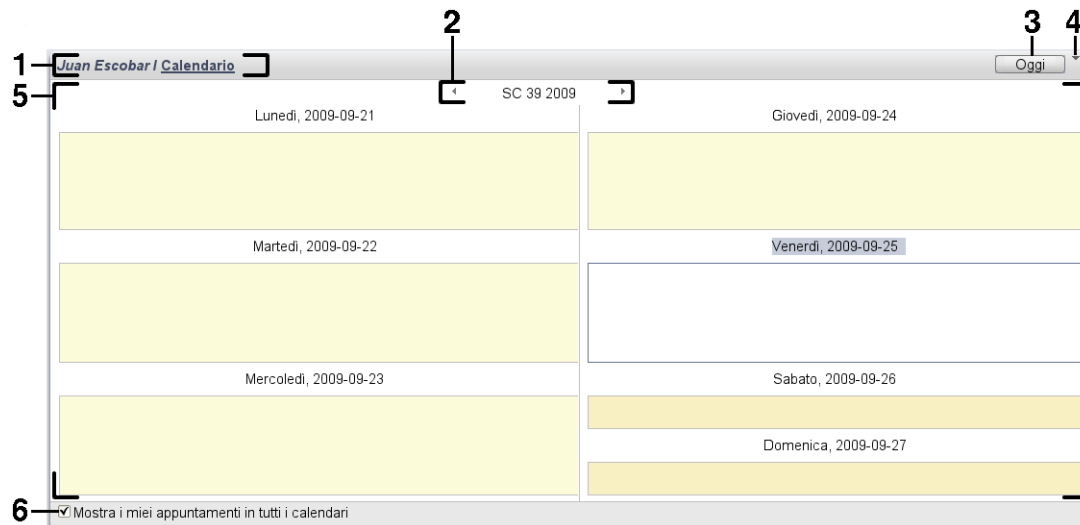 2 3 4
1 Juan Escobar / Calendario Oggi
5 SC 39 2009
Lunedì, 2009-09-21 Giovedì, 2009-09-24
Martedì, 2009-09-22 Venerdì, 2009-09-25
Mercoledì, 2009-09-23 Sabato, 2009-09-26
Domenica, 2009-09-27
6 Mostra i miei appuntamenti in tutti i calendari